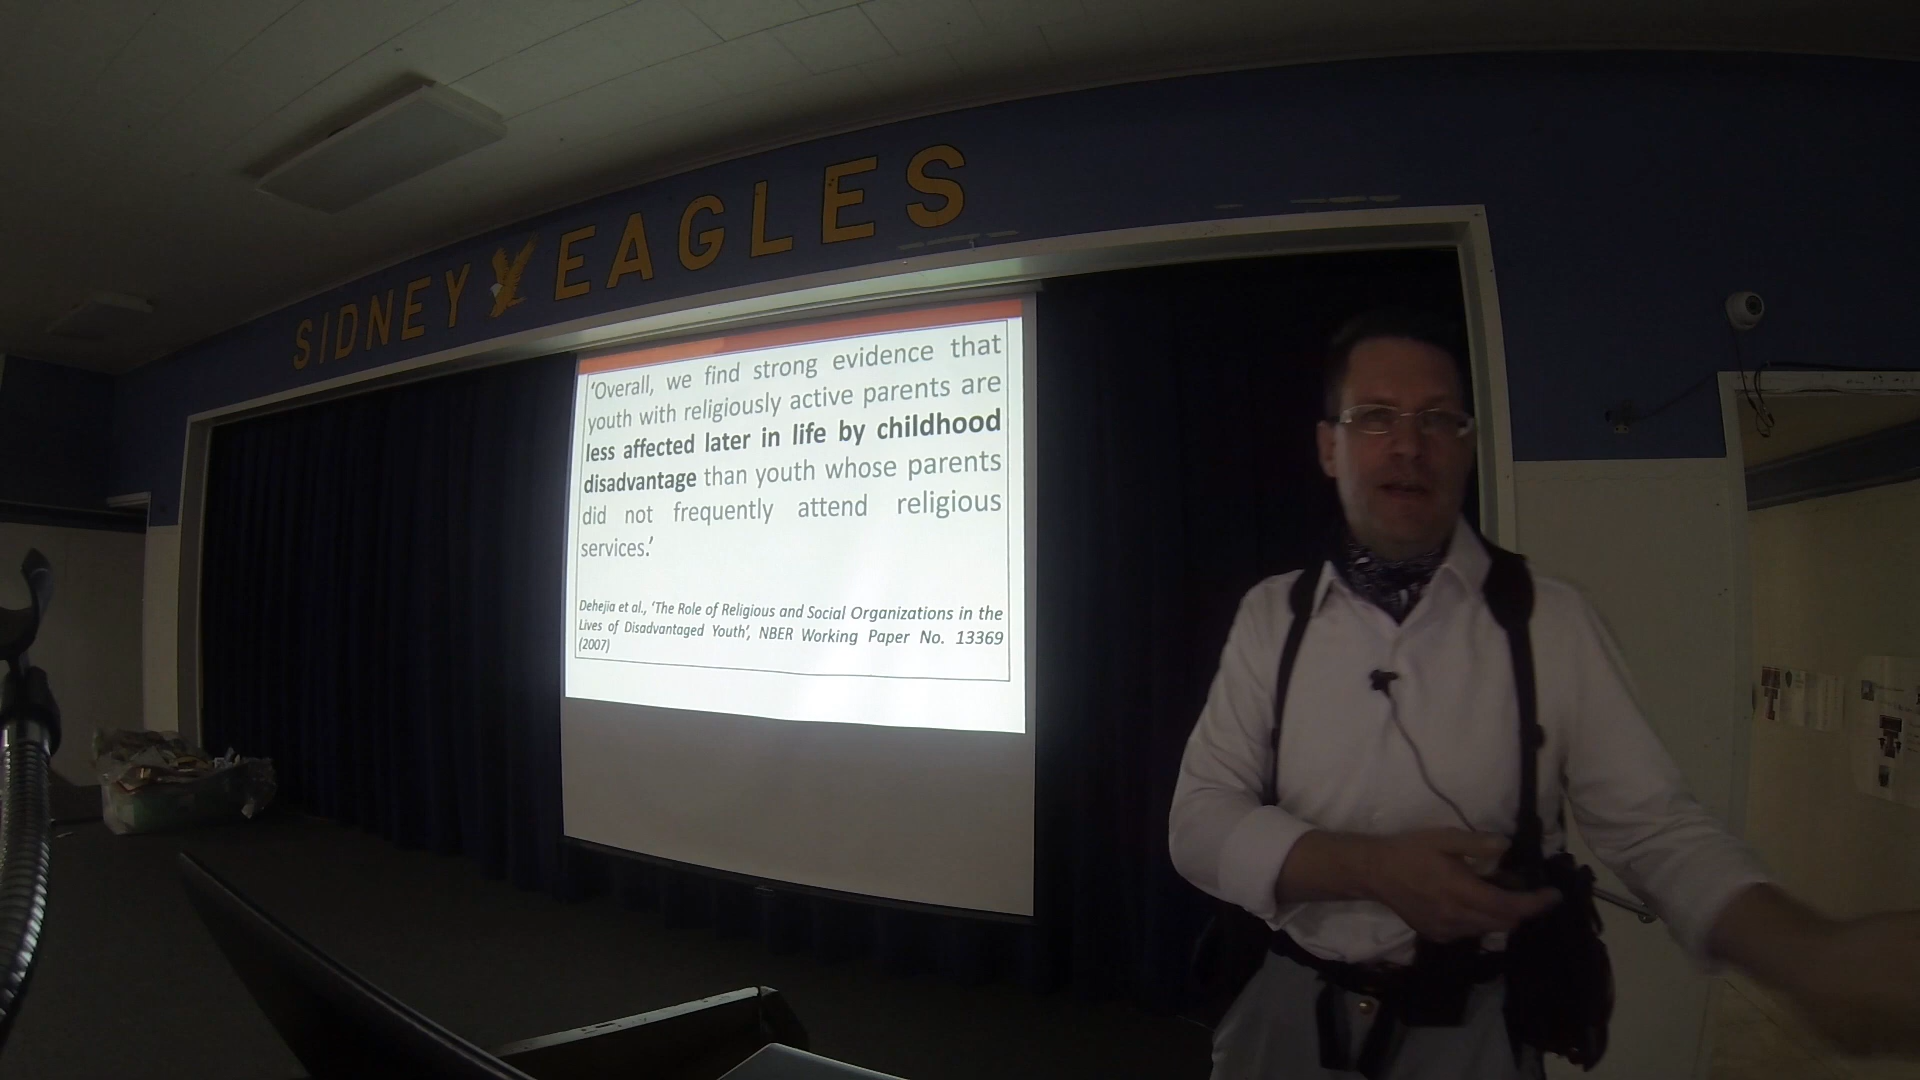 SIDNEY EAGLES
‘Overall, we find strong evidence that
youth with religiously active parents are
less affected later in life by childhood
disadvantage than youth whose parents
did not frequently attend religious
services.’
Dehejia et al., ‘The Role of Religious and Social Organizations in the
Lives of Disadvantaged Youth’, NBER Working Paper No. 13369
(2007)